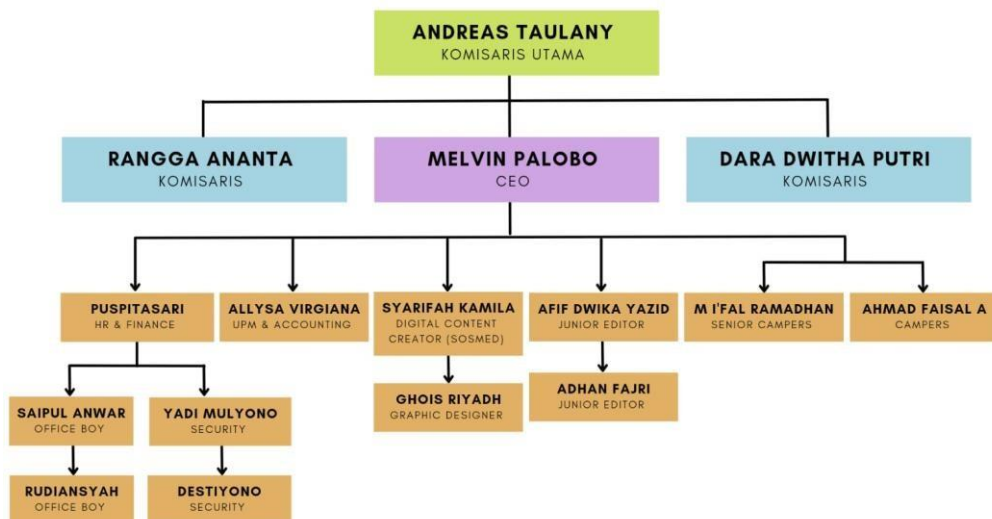 ANDREAS TAULANY
KOMISARIS UTAMA
RANGGA ANANTA
KOMISARIS
MELVIN PALOBO
CEO
DARA DWITHA PUTRI
KOMISARIS
PUSPITASARI
HR & FINANCE
ALLYSA VIRGIANA
UPM & ACCOUNTING
SYARIFAH KAMILA
DIGITAL CONTENT
CREATOR (SOSMED)
AFIF DWIKA YAZID
JUNIOR EDITOR
M I'FAL RAMADHAN
SENIOR CAMPERS
AHMAD FAISAL A
CAMPERS
GHOIS RIYADH
GRAPHIC DESIGNER
ADHAN FAJRI
JUNIOR EDITOR
SAIPUL ANWAR
OFFICE BOY
YADI MULYONO
SECURITY
RUDIANSYAH
OFFICE BOY
DESTIYONO
SECURITY